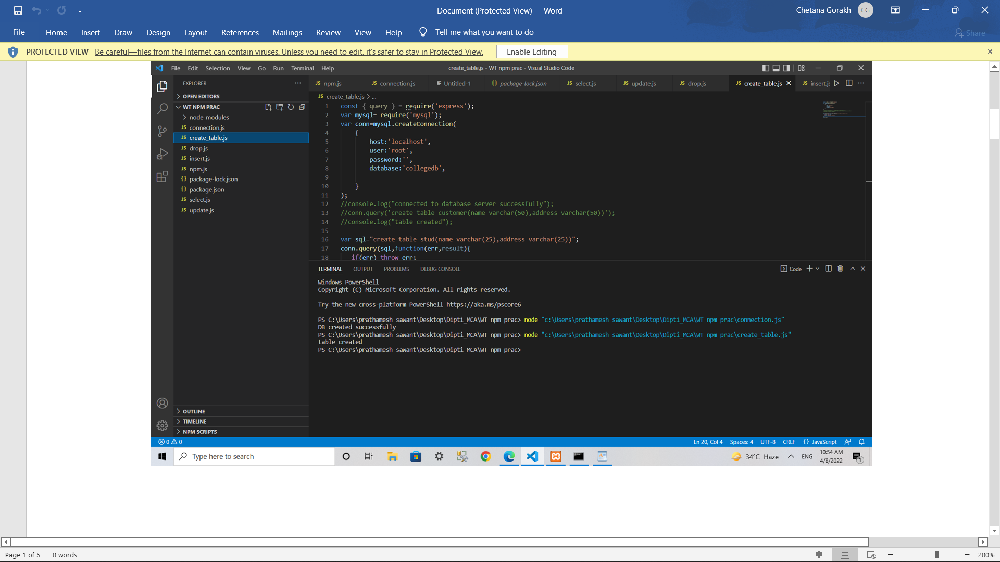 Document (Protected View) - Word
Chetana Gorakh
CG
File
Home
Insert
Draw
Design
Layout
References
Mailings
Review
View
Help
Tell me what you want to do
Share
PROTECTED VIEW Be careful—files from the Internet can contain viruses. Unless you need to edit, it's safer to stay in Protected View.
Enable Editing
File Edit Selection View Go Run Terminal Help
create_table.js - WT npm prac - Visual Studio Code
EXPLORER
JS npm.js
JS connection.js
Untitled-1
{} package-lock.json
JS select.js
JS update.js
JS drop.js
JS create_table.js
JS insert.js
OPEN EDITORS
WT NPM PRAC
node_modules
JS connection.js
JS create_table.js
JS drop.js
JS insert.js
JS npm.js
{} package-lock.json
{} package.json
JS select.js
JS update.js
OUTLINE
TIMELINE
NPM SCRIPTS
JS create_table.js > ...
1 const { query } = require('express');
2 var mysql= require('mysql');
3 var conn=mysql.createConnection(
4 {
5 host:'localhost',
6 user:'root',
7 password:'',
8 database:'collegedb',
9
10 }
11 );
12 //console.log("connected to database server successfully");
13 //conn.query('create table customer(name varchar(50),address varchar(50))');
14 //console.log("table created");
15
16 var sql="create table stud(name varchar(25),address varchar(25))";
17 conn.query(sql,function(err,result){
18 if(err) throw err;
TERMINAL OUTPUT PROBLEMS DEBUG CONSOLE
Code
Windows PowerShell
Copyright (C) Microsoft Corporation. All rights reserved.
Try the new cross-platform PowerShell https://aka.ms/pscore6
PS C:\Users\prathamesh sawant\Desktop\Dipti_MCA\WT npm prac> node "c:\Users\prathamesh sawant\Desktop\Dipti_MCA\WT npm prac\connection.js"
DB created successfully
PS C:\Users\prathamesh sawant\Desktop\Dipti_MCA\WT npm prac> node "c:\Users\prathamesh sawant\Desktop\Dipti_MCA\WT npm prac\create_table.js"
table created
PS C:\Users\prathamesh sawant\Desktop\Dipti_MCA\WT npm prac>
0 0
Ln 20, Col 4 Spaces: 4 UTF-8 CRLF {} JavaScript
Type here to search
34°C Haze
ENG
10:54 AM
4/8/2022
1
Page 1 of 5 0 words
200%